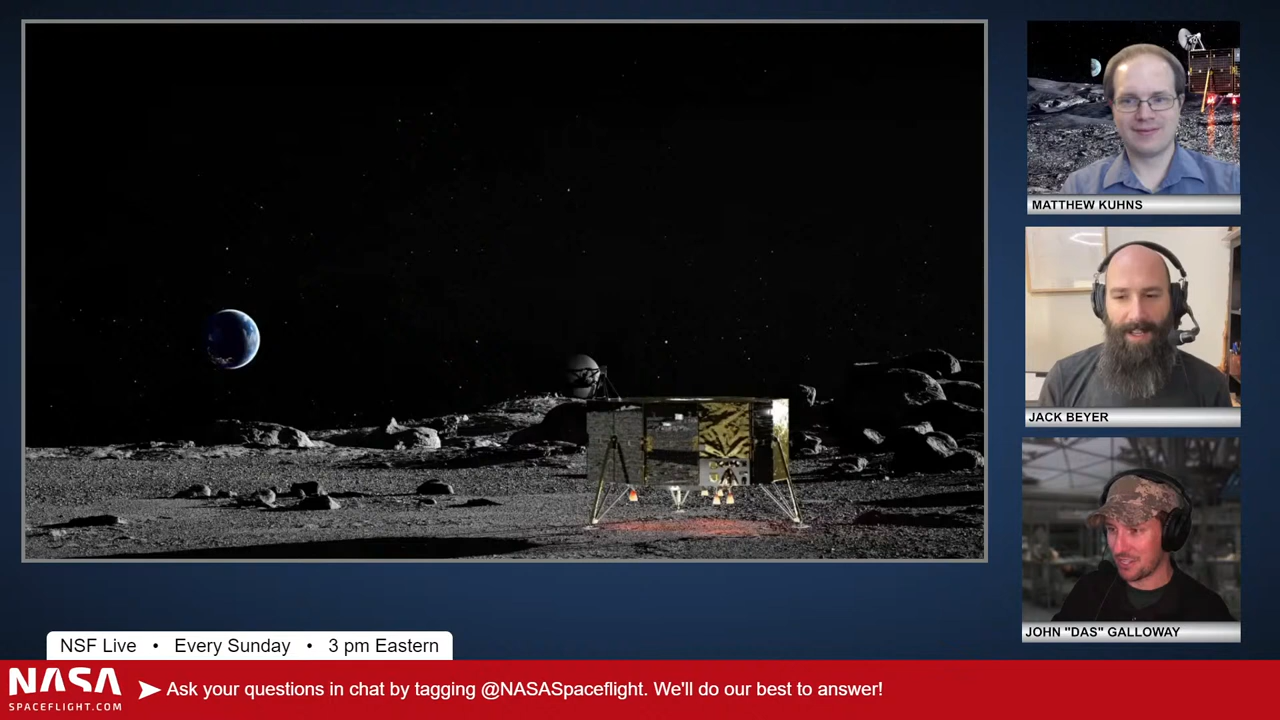 MATTHEW KUHNS
JACK BEYER
JOHN "DAS" GALLOWAY
NSF Live • Every Sunday • 3 pm Eastern
NASA
SPACEFLIGHT.COM
Ask your questions in chat by tagging @NASASpaceflight. We'll do our best to answer!